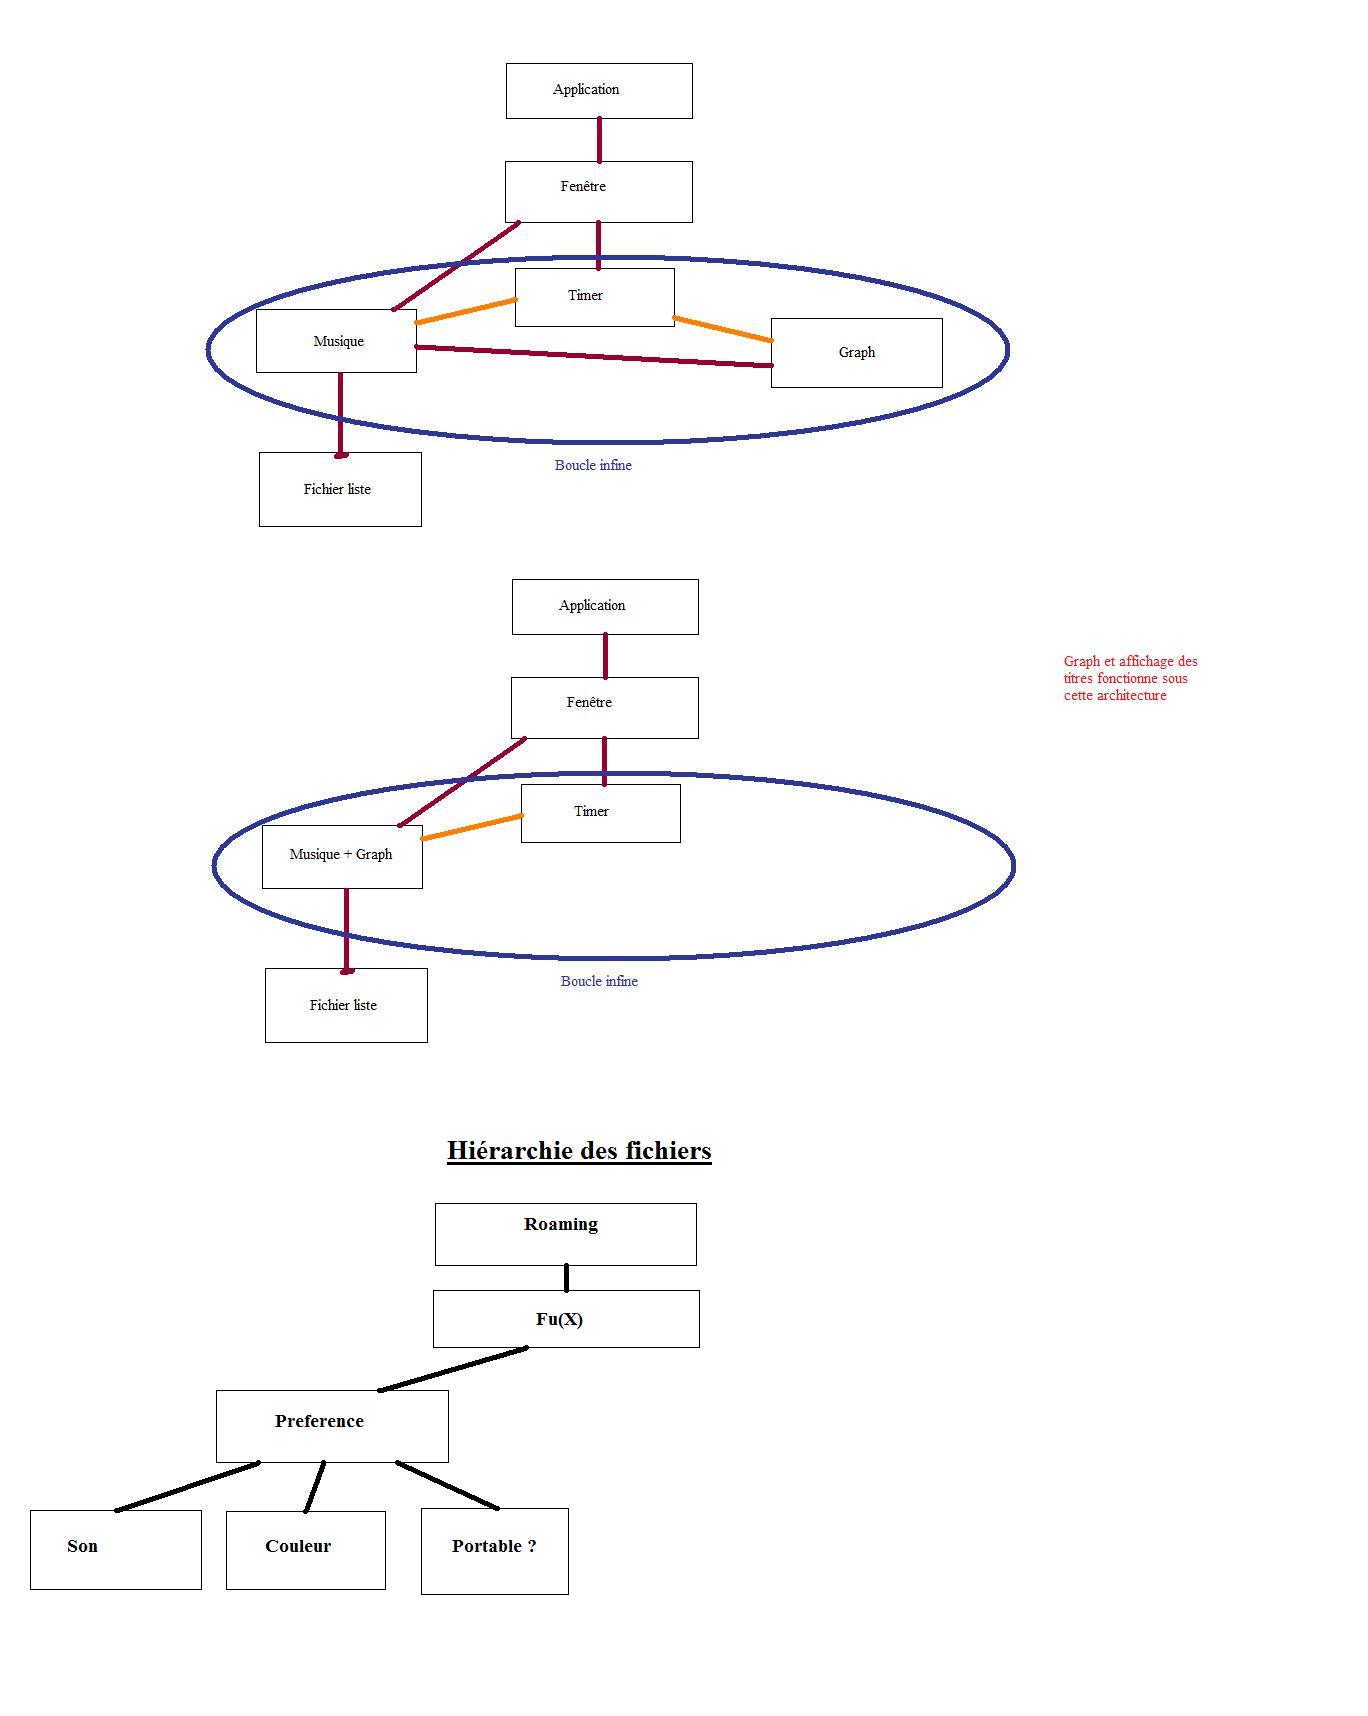 Application
Fenêtre
Timer
Musique
Graph
Boucle infine
Fichier liste
Application
Graph et affichage des
titres fonctionne sous
cette architecture
Fenêtre
Timer
Musique + Graph
Boucle infine
Fichier liste
Hiérarchie des fichiers
Roaming
Fu(X)
Preference
Son
Couleur
Portable ?